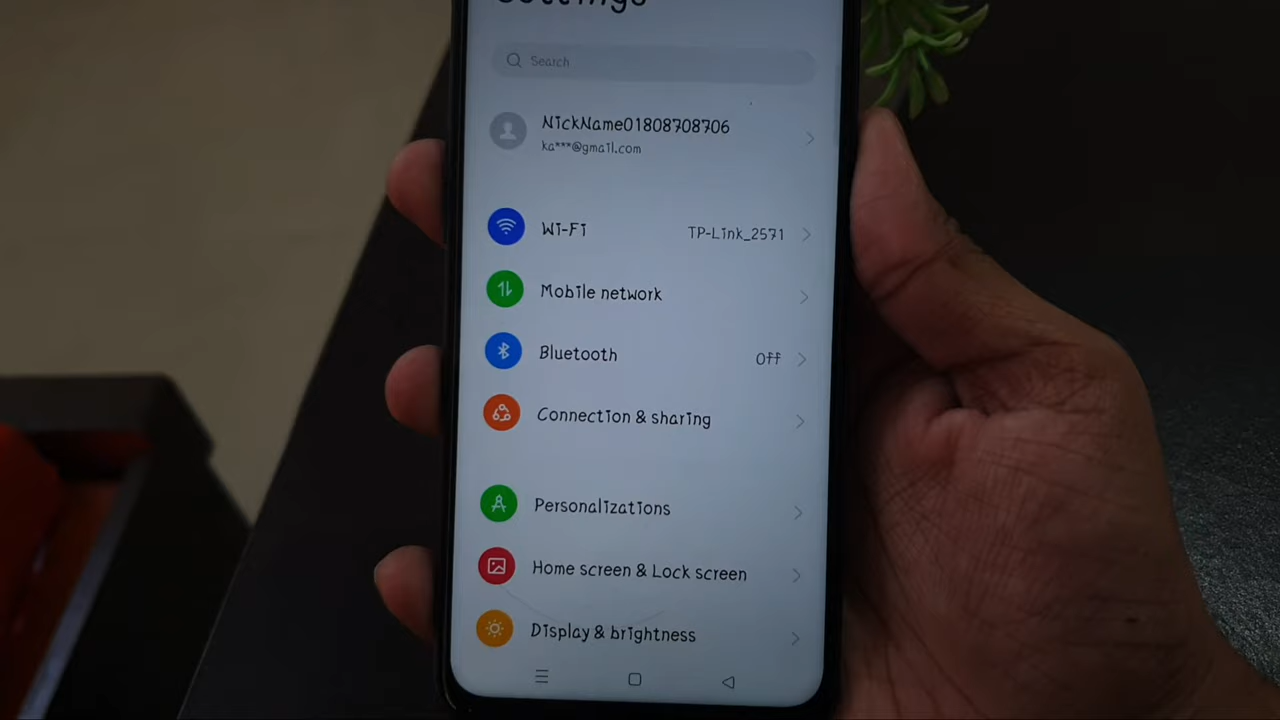 Settings
Search
NickName01808708706
ka***@gmail.com
Wi-Fi TP-Link_2571
Mobile network
Bluetooth Off
Connection & sharing
Personalizations
Home screen & Lock screen
Display & brightness